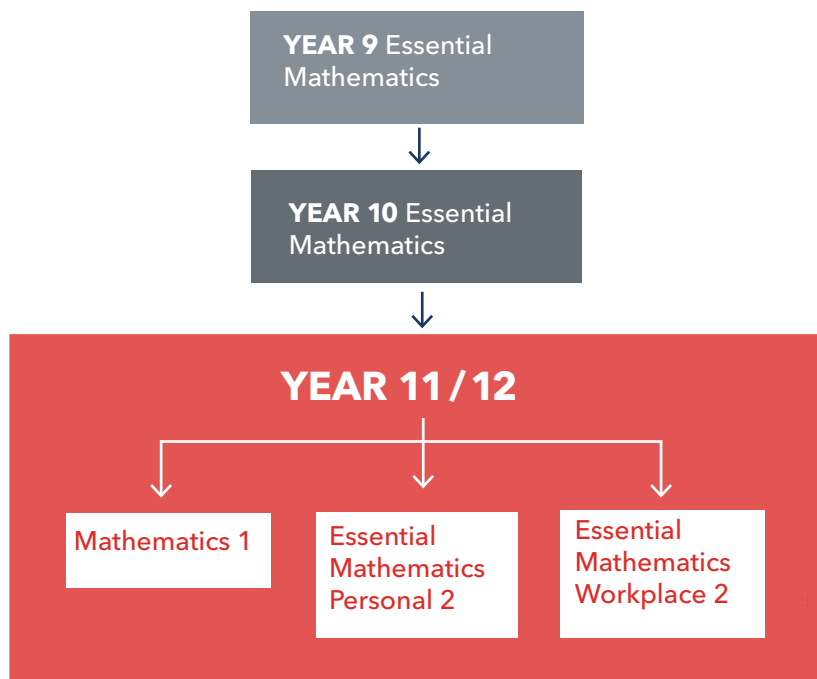 YEAR 9 Essential
Mathematics
YEAR 10 Essential
Mathematics
YEAR 11/12
Mathematics 1
Essential
Mathematics
Personal 2
Essential
Mathematics
Workplace 2